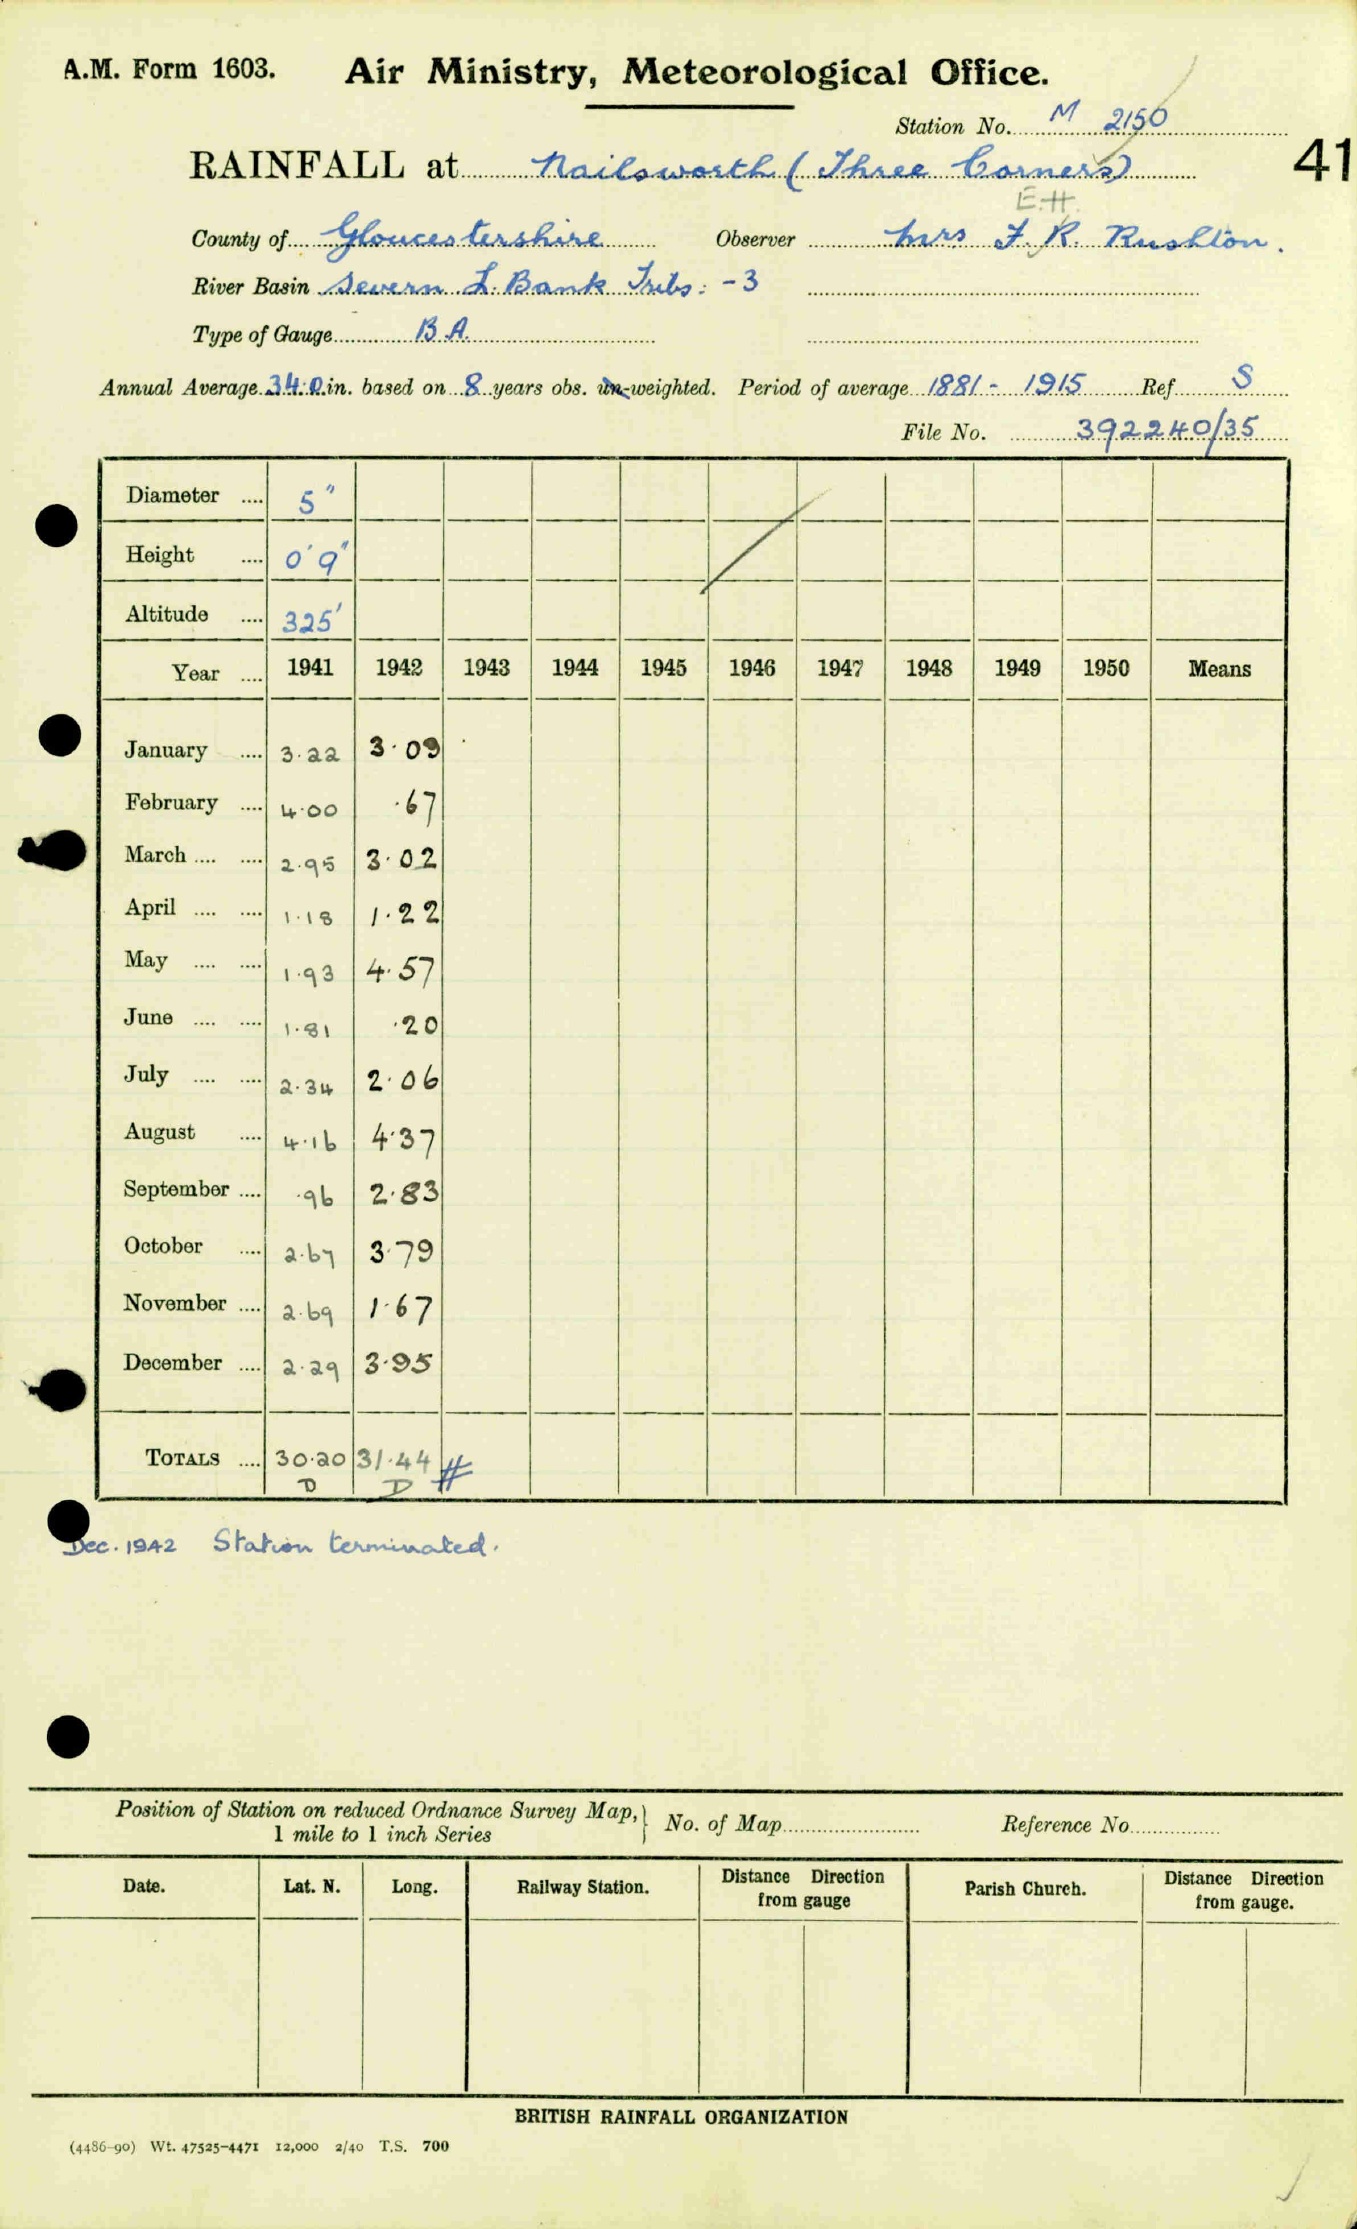 A.M. Form 1603. Air Ministry, Meteorological Office.
Station No. M 2150
RAINFALL at Nailsworth (Three Corners) 41
E.H.
County of Gloucestershire Observer Mrs F. R. Rushton.
River Basin Severn L. Bank Tribs: -3
Type of Gauge B A.
Annual Average 34.0 in. based on 8 years obs. un-weighted. Period of average 1881 - 1915 Ref S
File No. 392240/35
Diameter .... 5"
Height .... 0' 9"
Altitude .... 325'
Year .... 1941 1942 1943 1944 1945 1946 1947 1948 1949 1950 Means
January .... 3.22 3.09
February .... 4.00 .67
March .... .... 2.95 3.02
April .... .... 1.18 1.22
May .... .... 1.93 4.57
June .... .... 1.81 .20
July .... .... 2.34 2.06
August .... 4.16 4.37
September .... .96 2.83
October .... 2.67 3.79
November .... 2.69 1.67
December .... 2.29 3.95
TOTALS .... 30.20 31.44 #
D D
Dec. 1942 Station terminated.
Position of Station on reduced Ordnance Survey Map, } No. of Map Reference No
1 mile to 1 inch Series
Date. Lat. N. Long. Railway Station. Distance Direction from gauge Parish Church. Distance Direction from gauge.
BRITISH RAINFALL ORGANIZATION
(4486-90) Wt. 47525-4471 12,000 2/40 T.S. 700